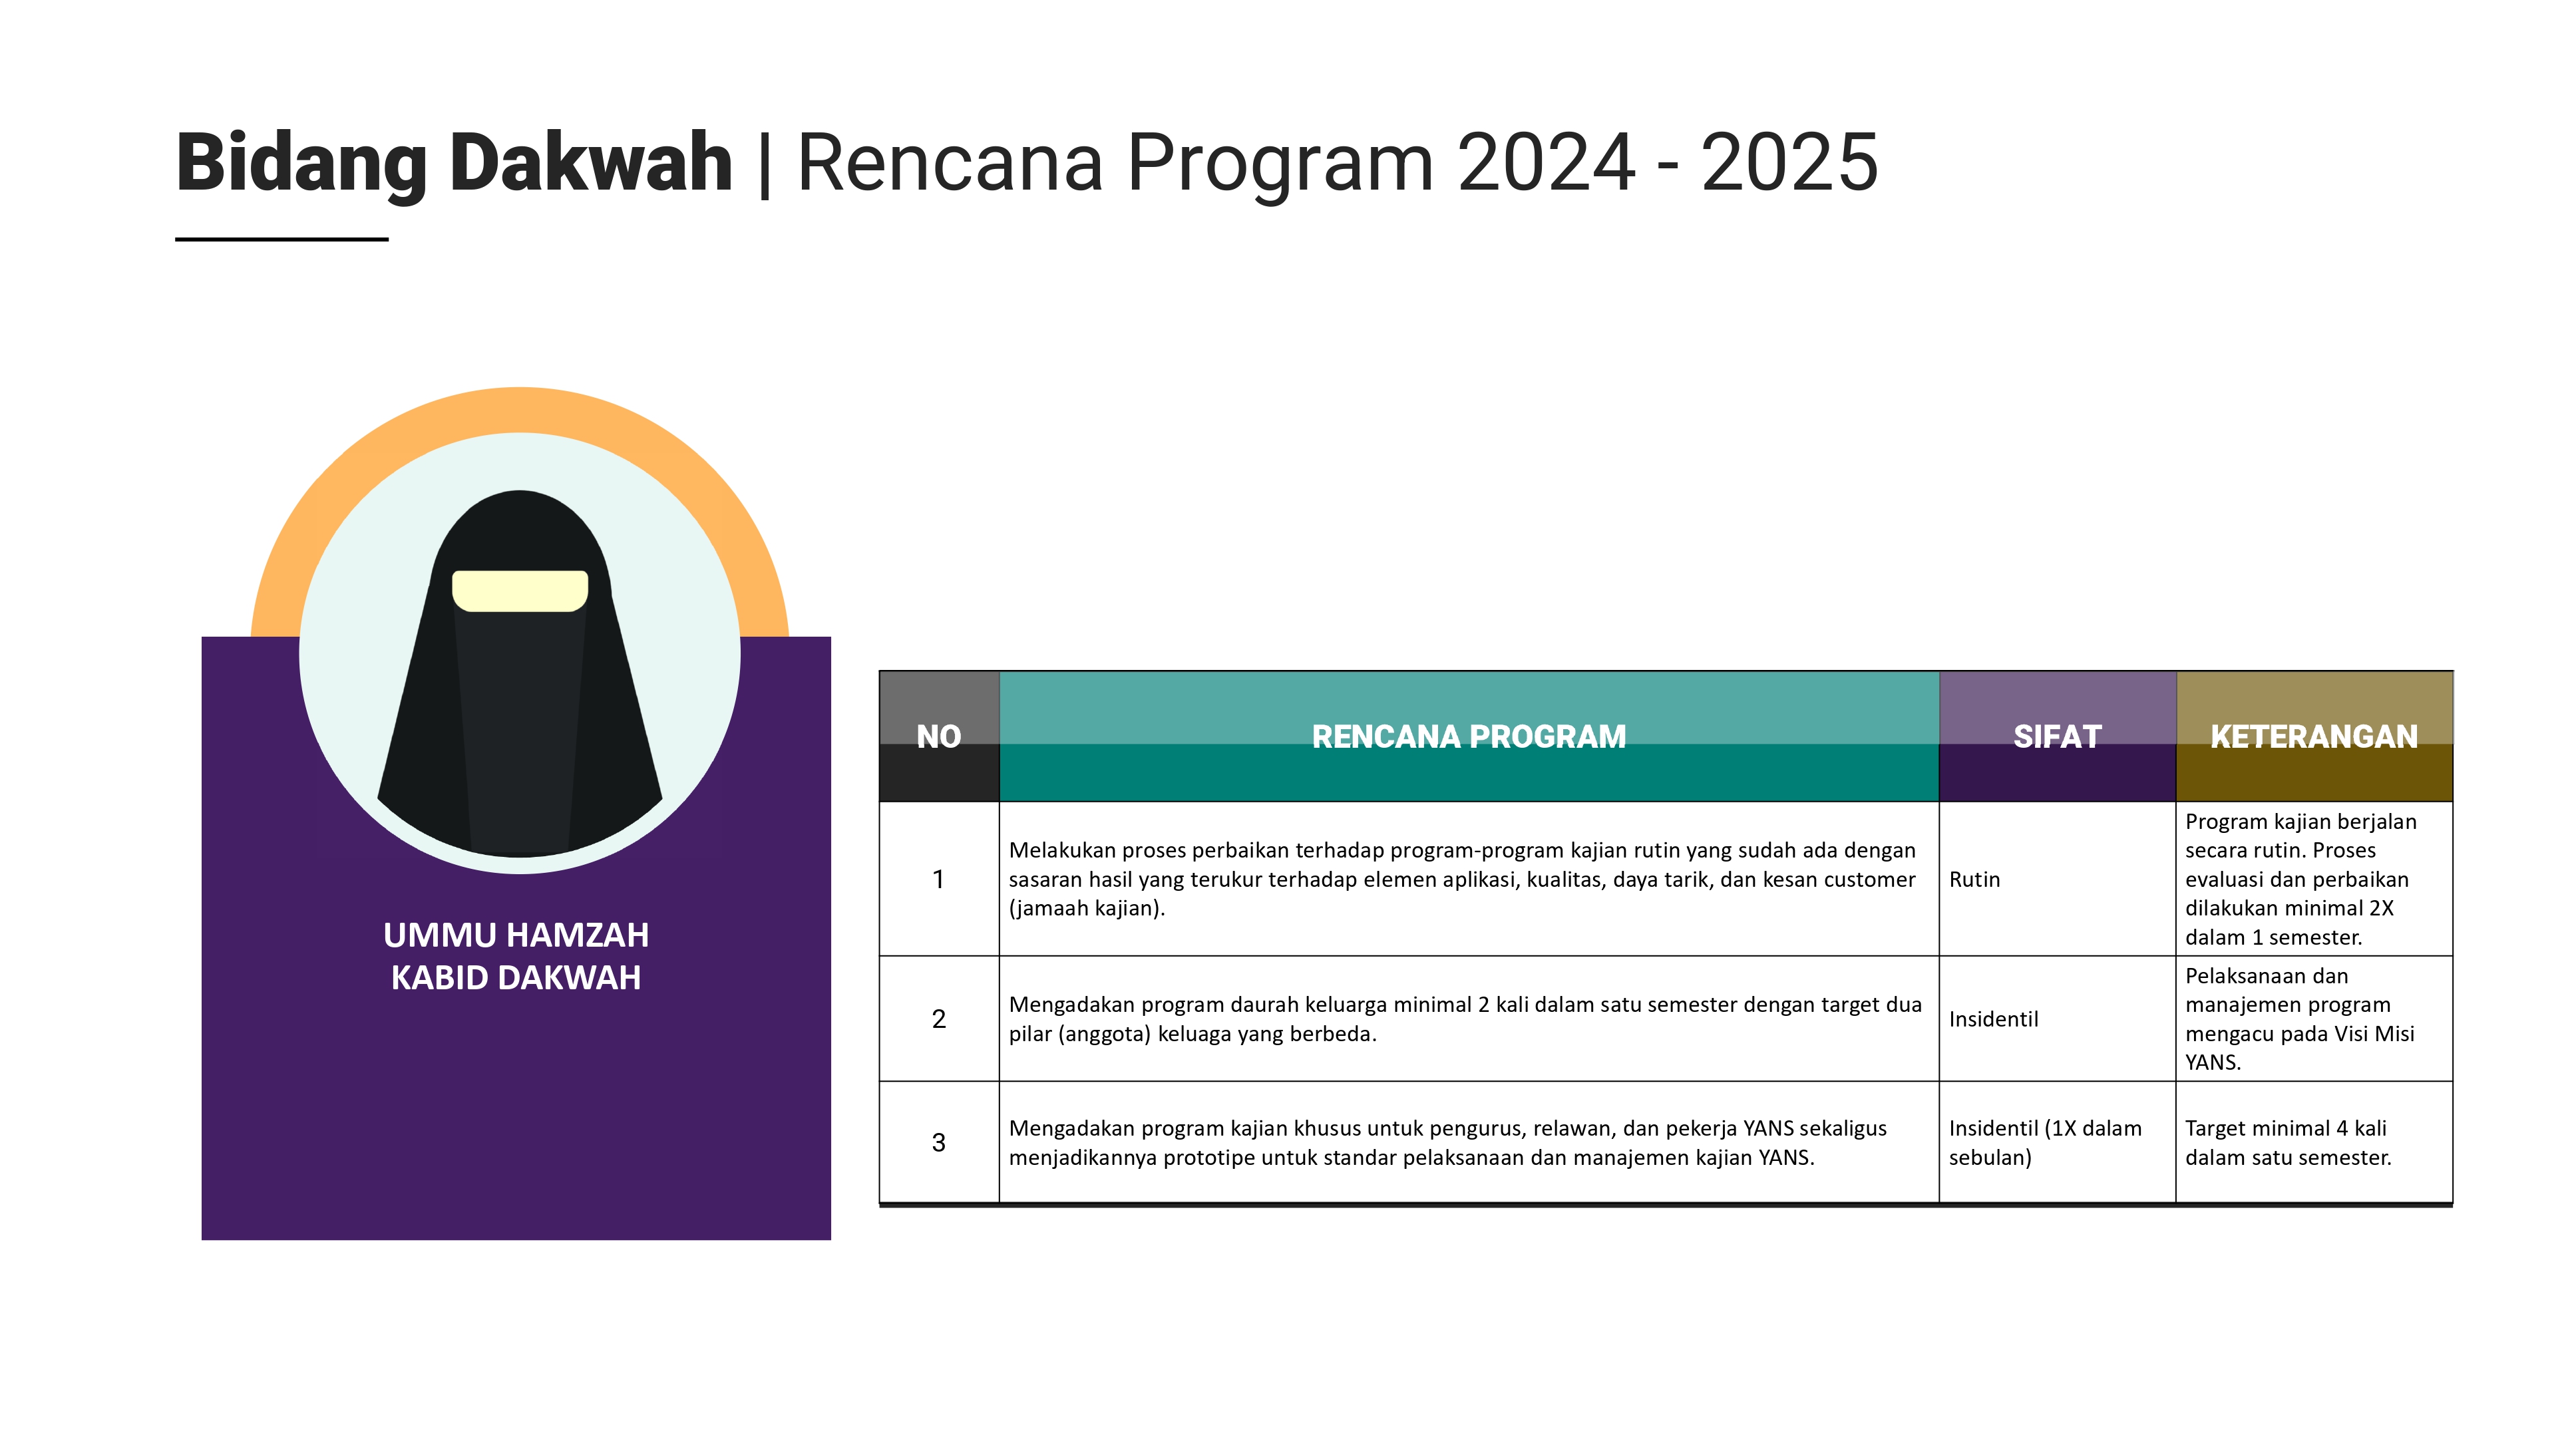 Bidang Dakwah | Rencana Program 2024 - 2025
UMMU HAMZAH
KABID DAKWAH
NO
RENCANA PROGRAM
SIFAT
KETERANGAN
1
Melakukan proses perbaikan terhadap program-program kajian rutin yang sudah ada dengan
sasaran hasil yang terukur terhadap elemen aplikasi, kualitas, daya tarik, dan kesan customer
(jamaah kajian).
Rutin
Program kajian berjalan
secara rutin. Proses
evaluasi dan perbaikan
dilakukan minimal 2X
dalam 1 semester.
2
Mengadakan program daurah keluarga minimal 2 kali dalam satu semester dengan target dua
pilar (anggota) keluaga yang berbeda.
Insidentil
Pelaksanaan dan
manajemen program
mengacu pada Visi Misi
YANS.
3
Mengadakan program kajian khusus untuk pengurus, relawan, dan pekerja YANS sekaligus
menjadikannya prototipe untuk standar pelaksanaan dan manajemen kajian YANS.
Insidentil (1X dalam
sebulan)
Target minimal 4 kali
dalam satu semester.